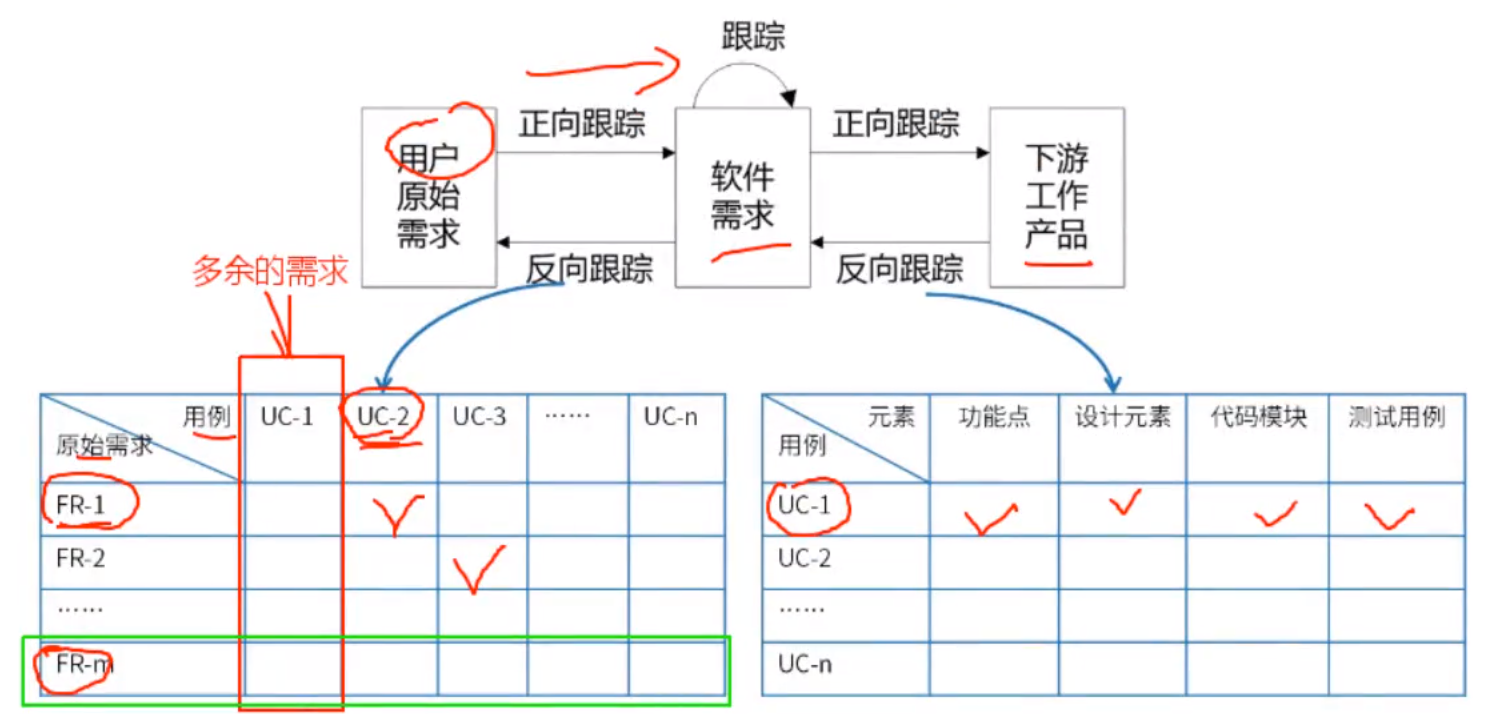 跟踪
正向跟踪
正向跟踪
用户
原始
需求
软件
需求
下游
工作
产品
反向跟踪
反向跟踪
多余的需求
用例
原始需求
UC-1
UC-2
UC-3
……
UC-n
FR-1
FR-2
……
FR-m
元素
用例
功能点
设计元素
代码模块
测试用例
UC-1
UC-2
……
UC-n